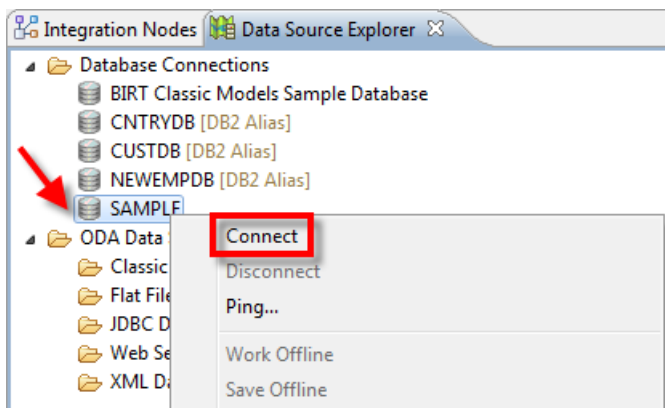 Integration Nodes Data Source Explorer
Database Connections
BIRT Classic Models Sample Database
CNTRYDB [DB2 Alias]
CUSTDB [DB2 Alias]
NEWEMPDB [DB2 Alias]
SAMPLE
Connect
ODA Data
Disconnect
Classic
Ping...
Flat File
JDBC D
Work Offline
Web Se
Save Offline
XML Da